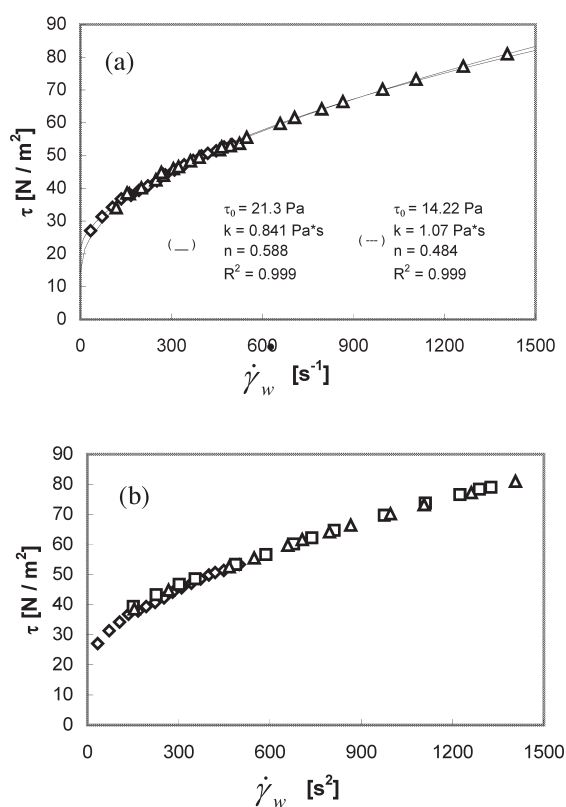 90
(a)
80
70
60
50
40
30
20
10
0
τ [N / m²]
τ₀ = 21.3 Pa
k = 0.841 Pa*s
n = 0.588
R² = 0.999
(__)
τ₀ = 14.22 Pa
k = 1.07 Pa*s
n = 0.484
R² = 0.999
(---)
0 300 600 900 1200 1500
γ̇w [s⁻¹]
90
(b)
80
70
60
50
40
30
20
10
0
τ [N / m²]
0 300 600 900 1200 1500
γ̇w [s²]